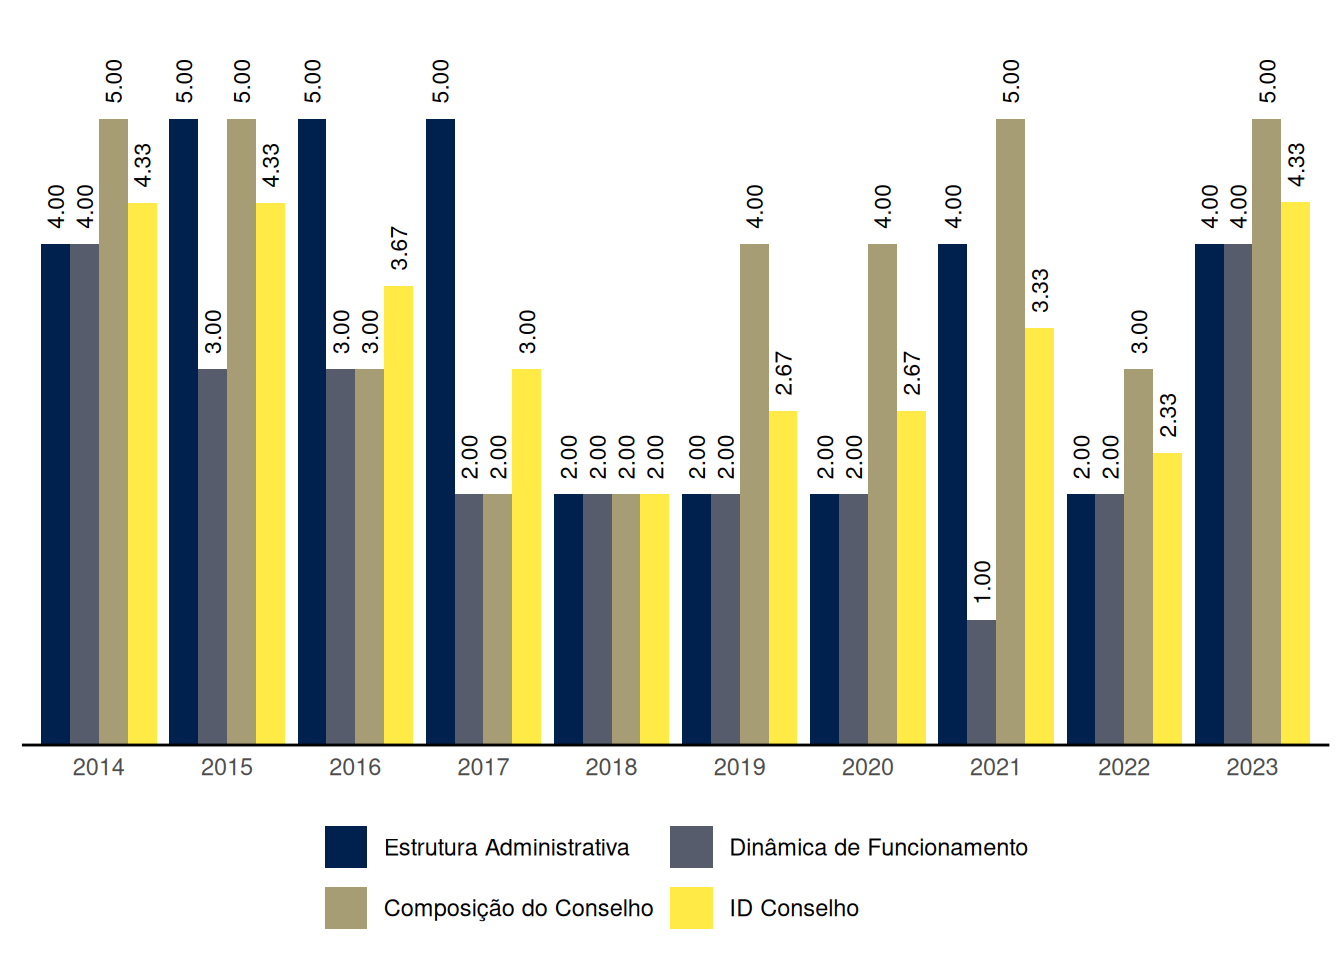 4.00 4.00 5.00 4.33 5.00 3.00 5.00 4.33 5.00 3.00 3.00 3.67 5.00 2.00 2.00 3.00 2.00 2.00 2.00 2.00 2.00 2.00 4.00 2.67 2.00 2.00 4.00 2.67 4.00 1.00 5.00 3.33 2.00 2.00 3.00 2.33 4.00 4.00 5.00 4.33
2014 2015 2016 2017 2018 2019 2020 2021 2022 2023
Estrutura Administrativa Dinâmica de Funcionamento
Composição do Conselho ID Conselho